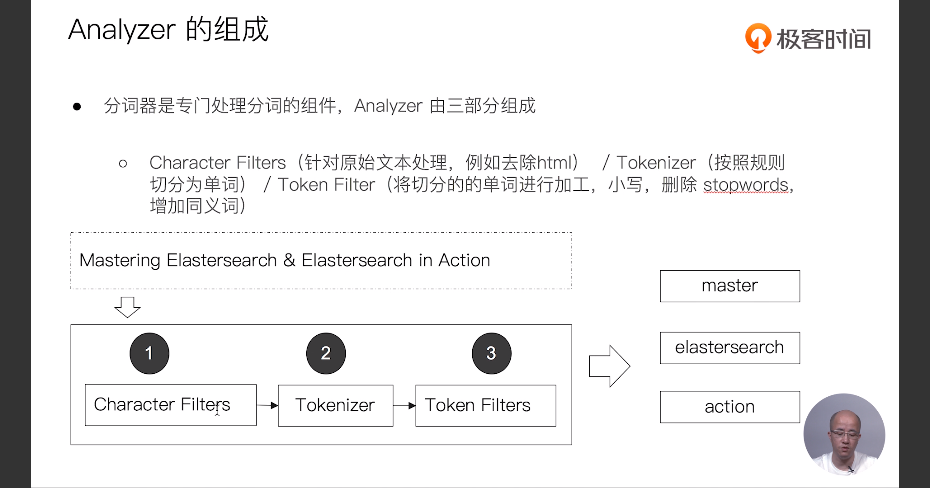 Analyzer 的组成
极客时间
● 分词器是专门处理分词的组件，Analyzer 由三部分组成
○ Character Filters（针对原始文本处理，例如去除html） / Tokenizer（按照规则
切分为单词） / Token Filter（将切分的的单词进行加工，小写，删除 stopwords,
增加同义词）
Mastering Elastersearch & Elastersearch in Action
1
2
3
Character Filters
Tokenizer
Token Filters
master
elastersearch
action